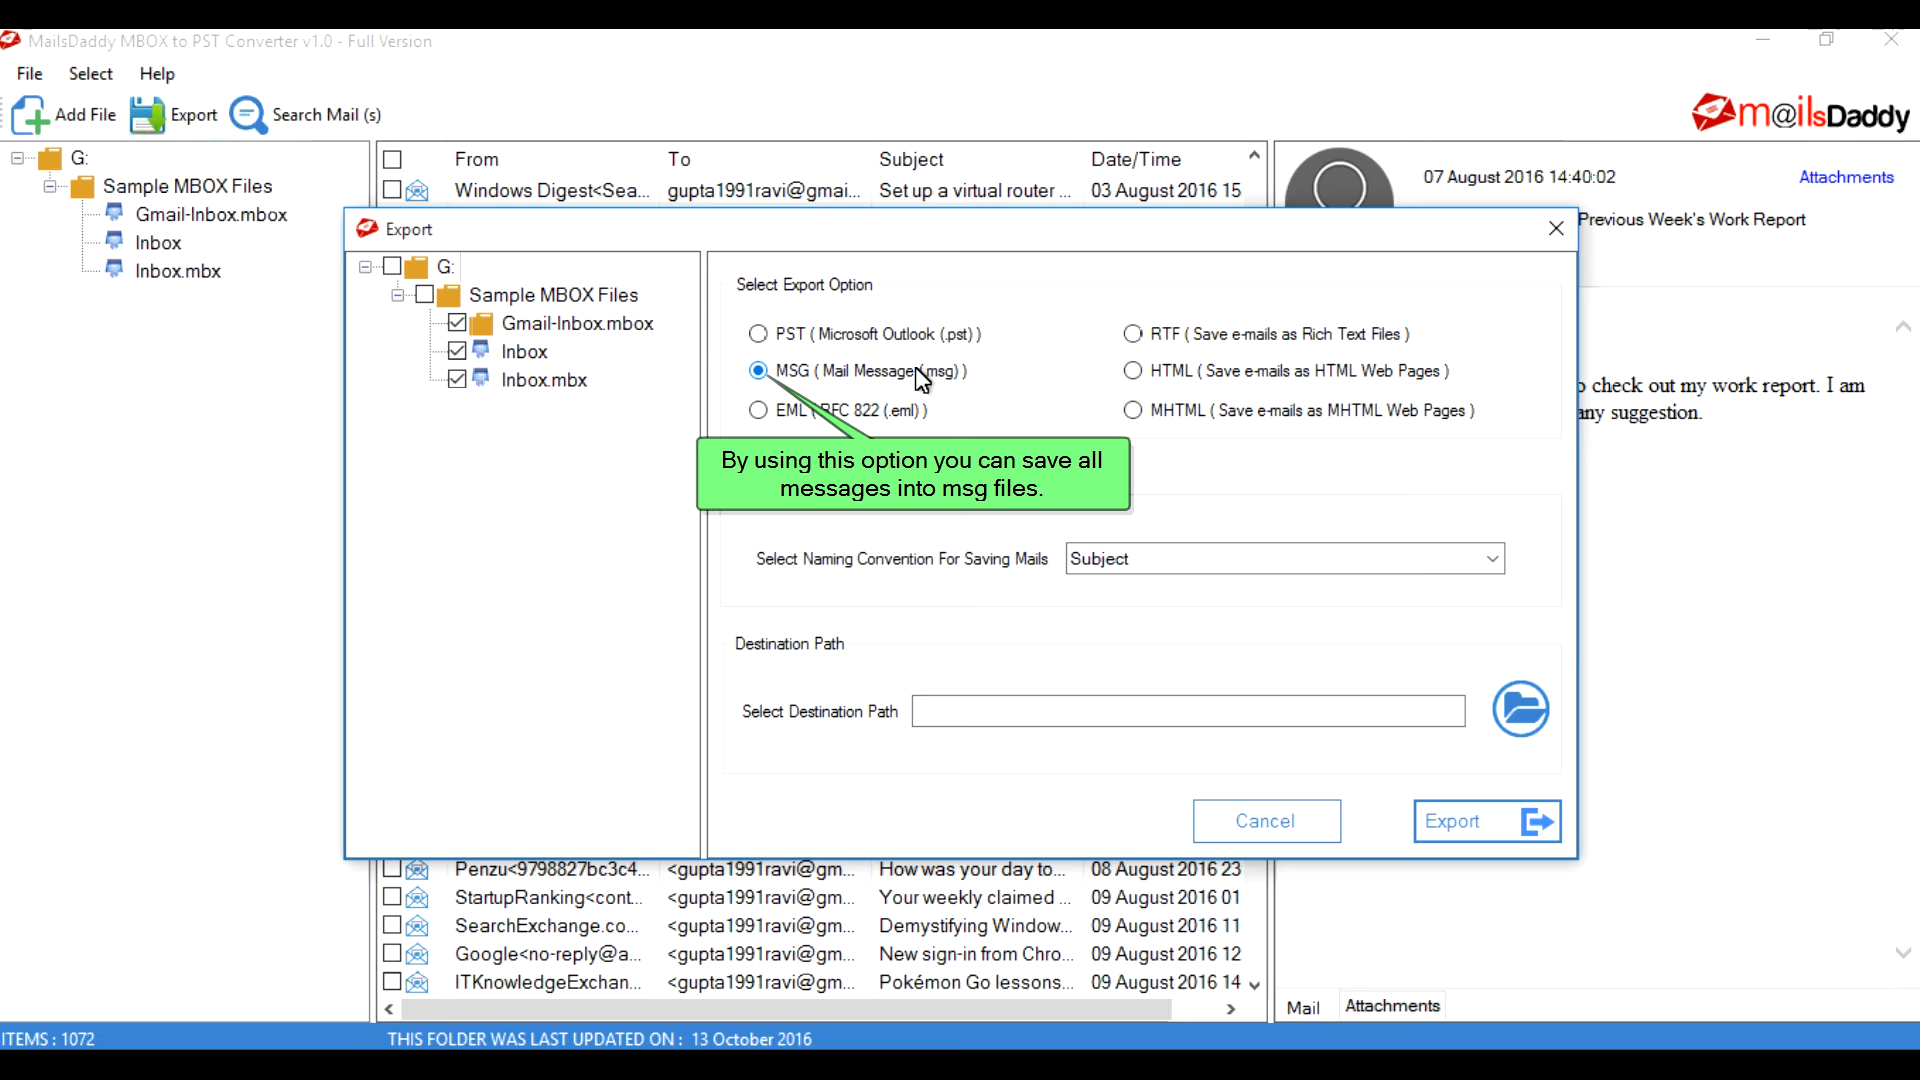 MailsDaddy MBOX to PST Converter v1.0 - Full Version
File Select Help
Add File Export Search Mail (s)
m@ilsDaddy
G:
Sample MBOX Files
Gmail-Inbox.mbox
Inbox
Inbox.mbx
From To Subject Date/Time
Windows Digest<Sea... gupta1991ravi@gmai... Set up a virtual router ... 03 August 2016 15
07 August 2016 14:40:02 Attachments
Previous Week's Work Report
check out my work report. I am
any suggestion.
Export
G:
Sample MBOX Files
Gmail-Inbox.mbox
Inbox
Inbox.mbx
Select Export Option
PST ( Microsoft Outlook (.pst) ) RTF ( Save e-mails as Rich Text Files )
MSG ( Mail Message (.msg) ) HTML ( Save e-mails as HTML Web Pages )
EML ( RFC 822 (.eml) ) MHTML ( Save e-mails as MHTML Web Pages )
By using this option you can save all
messages into msg files.
Select Naming Convention For Saving Mails Subject
Destination Path
Select Destination Path
Cancel Export
Penzu<9798827bc3c4... <gupta1991ravi@gm... How was your day to... 08 August 2016 23
StartupRanking<cont... <gupta1991ravi@gm... Your weekly claimed ... 09 August 2016 01
SearchExchange.co... <gupta1991ravi@gm... Demystifying Window... 09 August 2016 11
Google<no-reply@a... <gupta1991ravi@gm... New sign-in from Chro... 09 August 2016 12
ITKnowledgeExchan... <gupta1991ravi@gm... Pokémon Go lessons... 09 August 2016 14
Mail Attachments
ITEMS : 1072 THIS FOLDER WAS LAST UPDATED ON : 13 October 2016